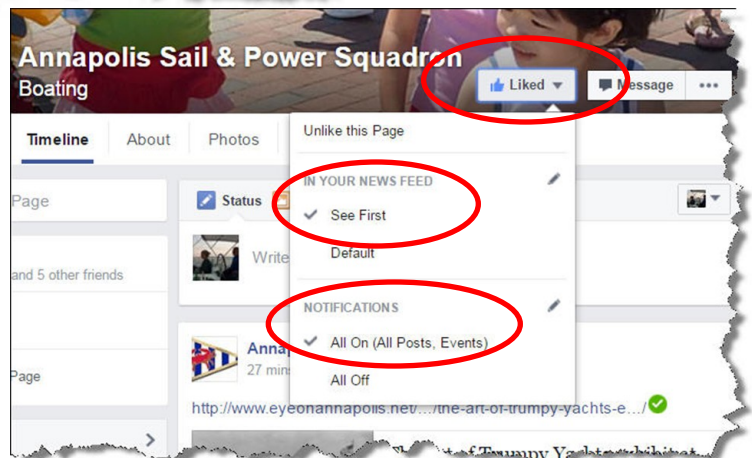 Annapolis Sail & Power Squadron
Boating
Liked
Message
Timeline About Photos
Unlike this Page
IN YOUR NEWS FEED
See First
Default
NOTIFICATIONS
All On (All Posts, Events)
All Off
Page
Status
Write
and 5 other friends
Page
27
http://www.eyeonannapolis.net/.../the-art-of-trumpy-yachts-e.../
of Trumpy